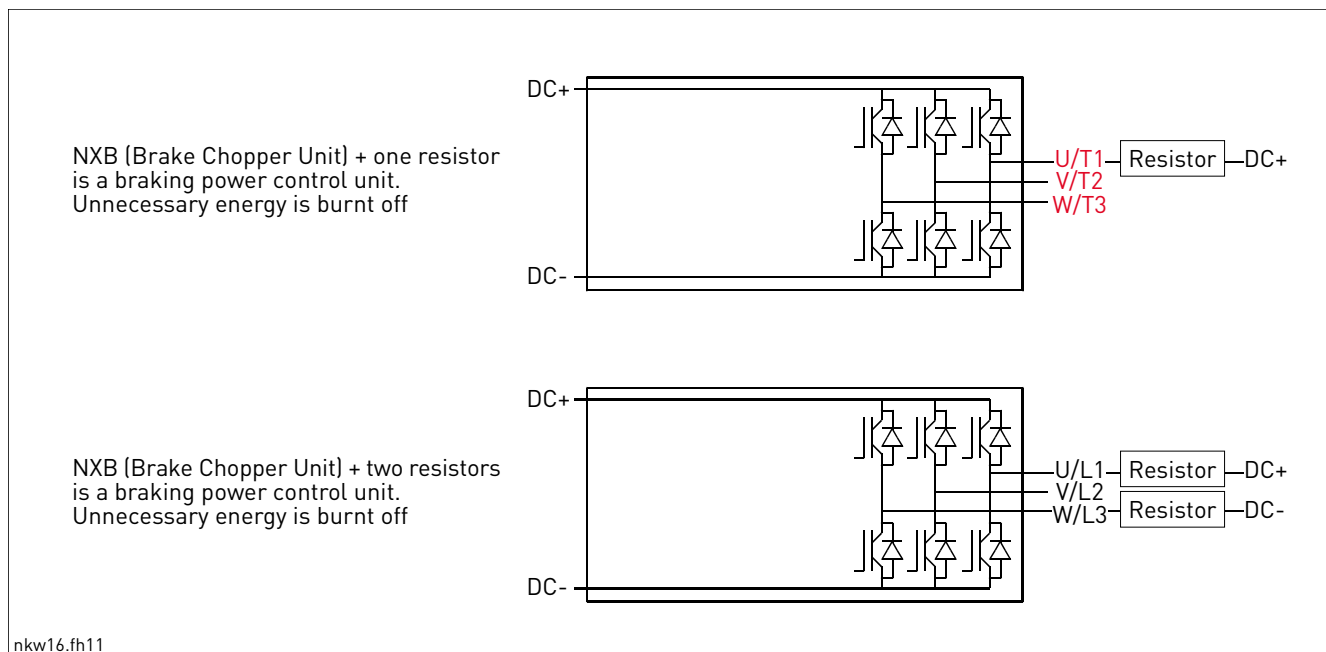 DC+
NXB (Brake Chopper Unit) + one resistor
is a braking power control unit.
Unnecessary energy is burnt off
U/T1 Resistor DC+
V/T2
W/T3
DC-
DC+
NXB (Brake Chopper Unit) + two resistors
is a braking power control unit.
Unnecessary energy is burnt off
U/L1 Resistor DC+
V/L2
W/L3 Resistor DC-
DC-
nkw16.fh11